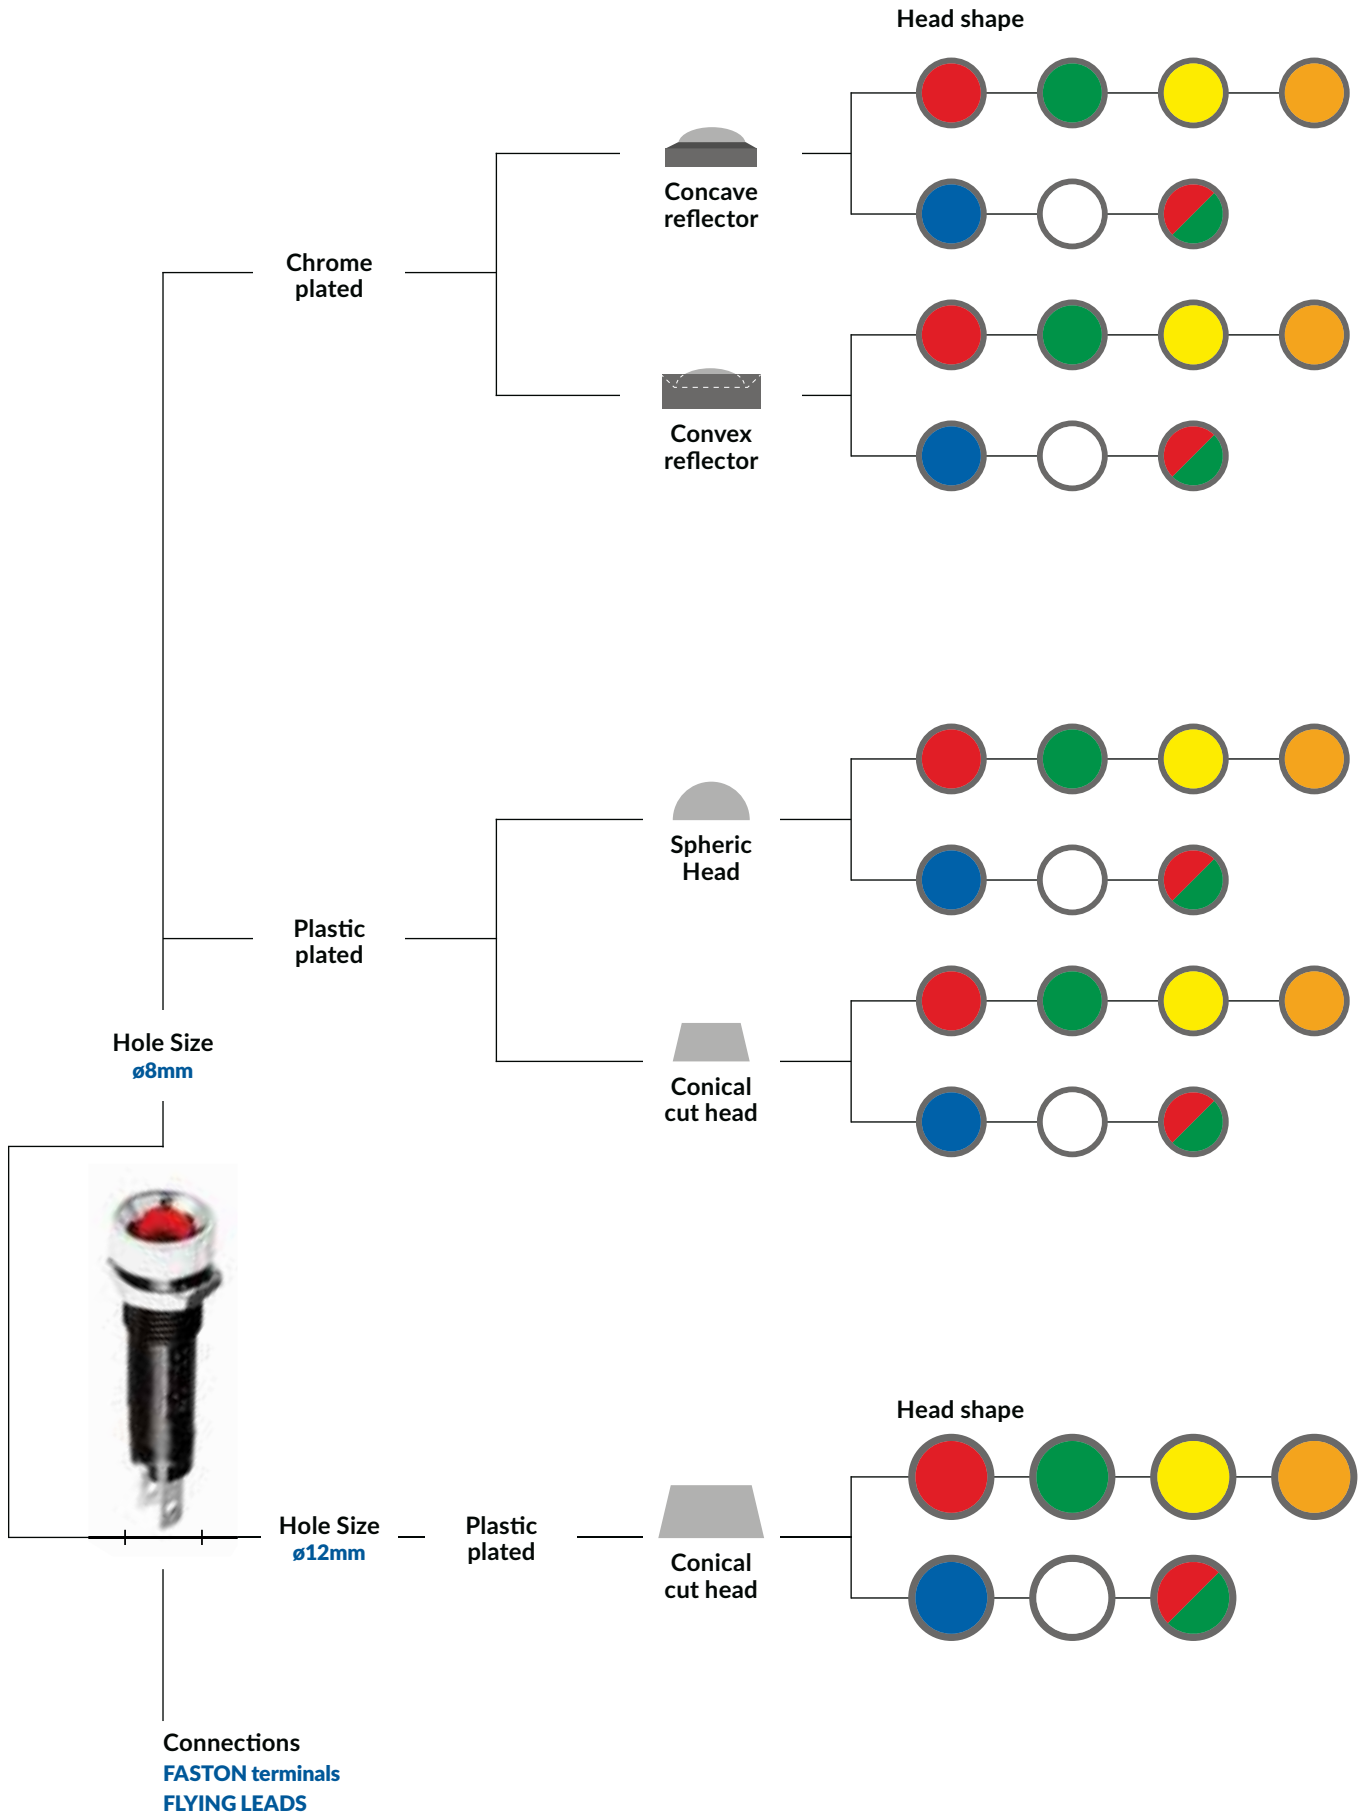 Head shape
Concave
reflector
Chrome
plated
Convex
reflector
Spheric
Head
Plastic
plated
Conical
cut head
Hole Size
ø8mm
Head shape
Hole Size
ø12mm
Plastic
plated
Conical
cut head
Connections
FASTON terminals
FLYING LEADS